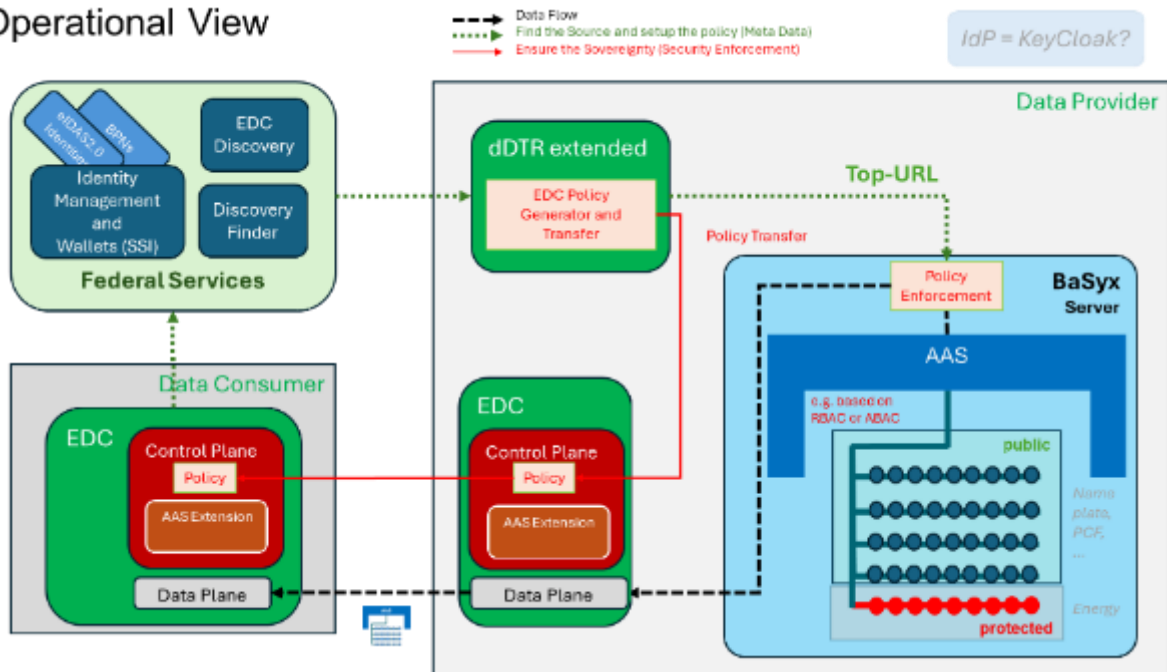 Operational View
Data Flow
Find the Source and setup the policy (Meta Data)
Ensure the Sovereignty (Security Enforcement)
IdP = KeyCloak?
Data Provider
eIDAS2.0
BPNs
EDC
Discovery
Identity
Management
and
Wallets (SSI)
Discovery
Finder
Federal Services
dDTR extended
EDC Policy
Generator and
Transfer
Top-URL
Policy Transfer
Policy
Enforcement
BaSyx
Server
AAS
e.g. based on
RBAC or ABAC
public
Name
plate,
PCF,
...
Energy
protected
Data Consumer
EDC
Control Plane
Policy
AAS Extension
Data Plane
EDC
Control Plane
Policy
AAS Extension
Data Plane